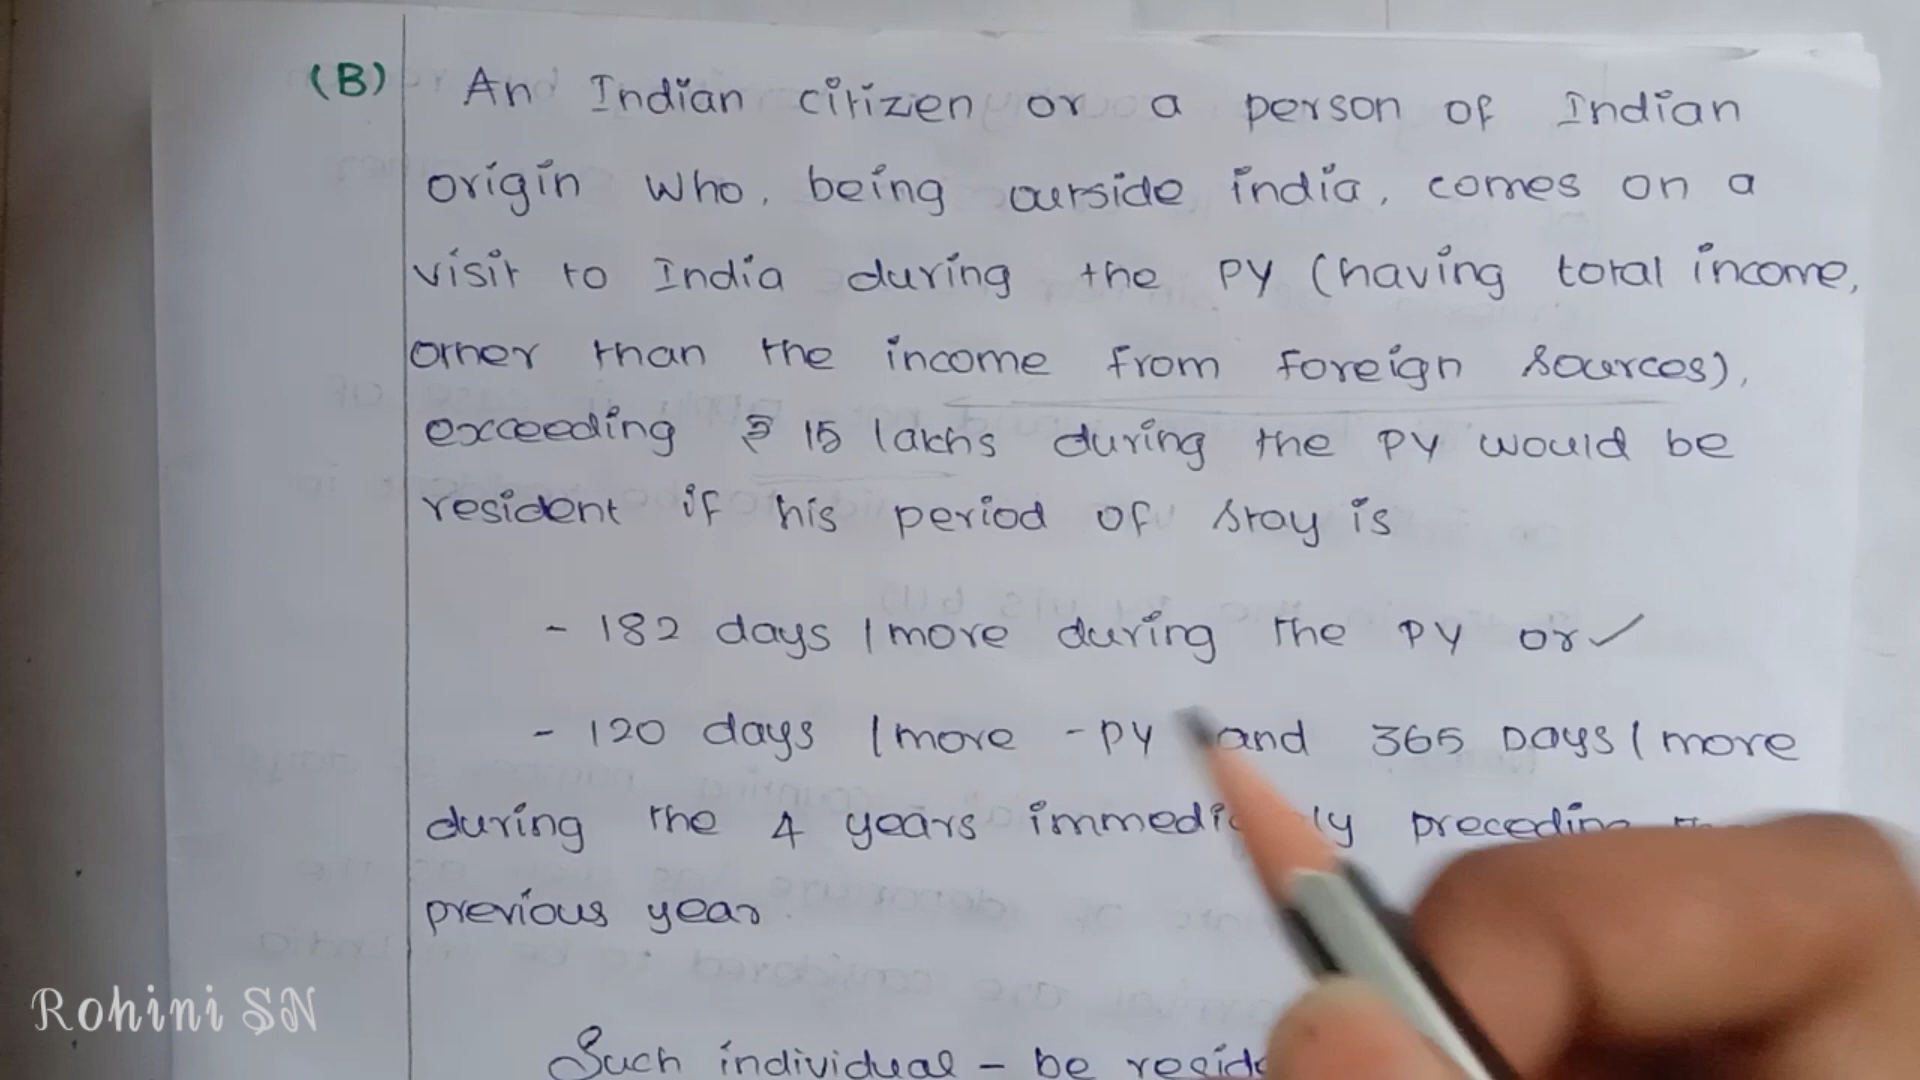 (B) An Indian citizen or a person of Indian
origin who, being outside india, comes on a
visit to India during the PY (having total income,
other than the income from foreign sources),
exceeding ₹ 15 lakhs during the PY would be
resident if his period of stay is
- 182 days / more during the PY or ✓
- 120 days / more - PY and 365 Days / more
during the 4 years preceding
previous year.
Such individual - be
Rohini SN